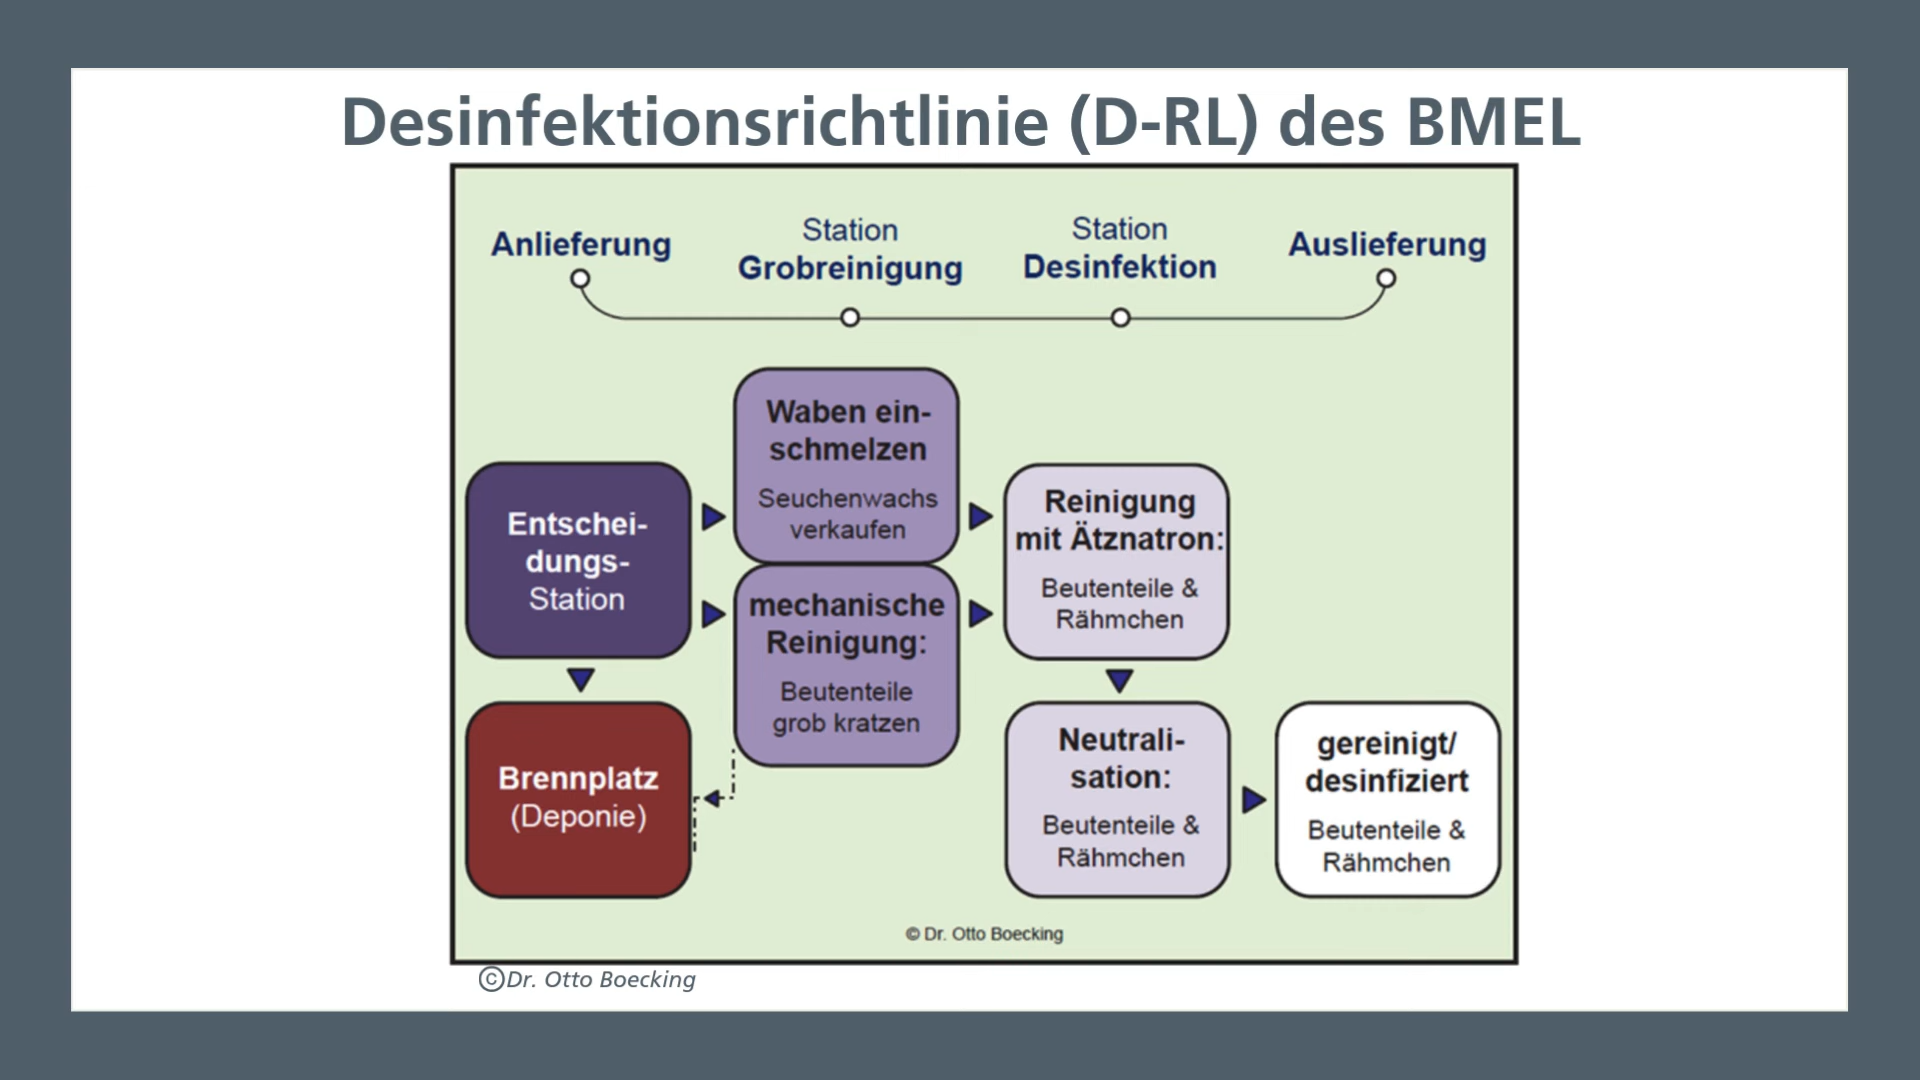 Desinfektionsrichtlinie (D-RL) des BMEL
Anlieferung
Station
Grobreinigung
Station
Desinfektion
Auslieferung
Waben ein-
schmelzen
Seuchenwachs
verkaufen
Entschei-
dungs-
Station
mechanische
Reinigung:
Beutenteile
grob kratzen
Reinigung
mit Ätznatron:
Beutenteile &
Rähmchen
Brennplatz
(Deponie)
Neutrali-
sation:
Beutenteile &
Rähmchen
gereinigt/
desinfiziert
Beutenteile &
Rähmchen
© Dr. Otto Boecking
©Dr. Otto Boecking